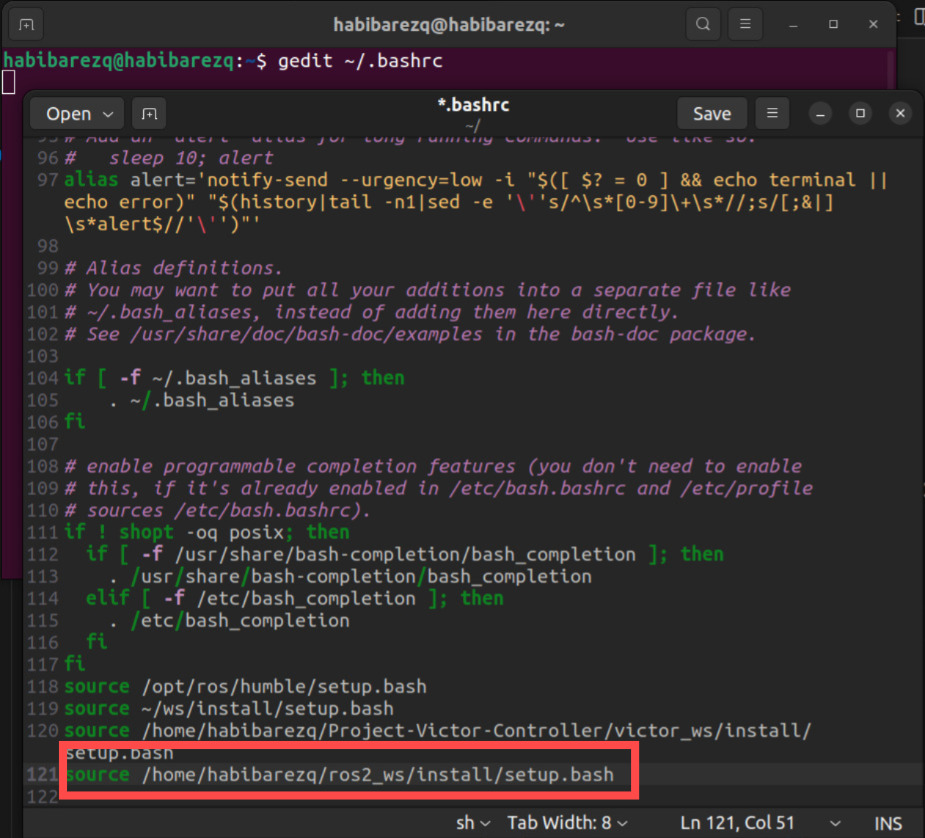 habibarezq@habibarezq: ~
habibarezq@habibarezq:~$ gedit ~/.bashrc
Open
*.bashrc
~/
Save
95 # Add an "alert" alias for long running commands.  Use like so:
96 #   sleep 10; alert
97 alias alert='notify-send --urgency=low -i "$([ $? = 0 ] && echo terminal ||
echo error)" "$(history|tail -n1|sed -e '\''s/^\s*[0-9]\+\s*//;s/[;&|]
\s*alert$//'\'')"'
98
99 # Alias definitions.
100 # You may want to put all your additions into a separate file like
101 # ~/.bash_aliases, instead of adding them here directly.
102 # See /usr/share/doc/bash-doc/examples in the bash-doc package.
103
104 if [ -f ~/.bash_aliases ]; then
105     . ~/.bash_aliases
106 fi
107
108 # enable programmable completion features (you don't need to enable
109 # this, if it's already enabled in /etc/bash.bashrc and /etc/profile
110 # sources /etc/bash.bashrc).
111 if ! shopt -oq posix; then
112   if [ -f /usr/share/bash-completion/bash_completion ]; then
113     . /usr/share/bash-completion/bash_completion
114   elif [ -f /etc/bash_completion ]; then
115     . /etc/bash_completion
116   fi
117 fi
118 source /opt/ros/humble/setup.bash
119 source ~/ws/install/setup.bash
120 source /home/habibarezq/Project-Victor-Controller/victor_ws/install/
setup.bash
121 source /home/habibarezq/ros2_ws/install/setup.bash
122
sh Tab Width: 8 Ln 121, Col 51 INS